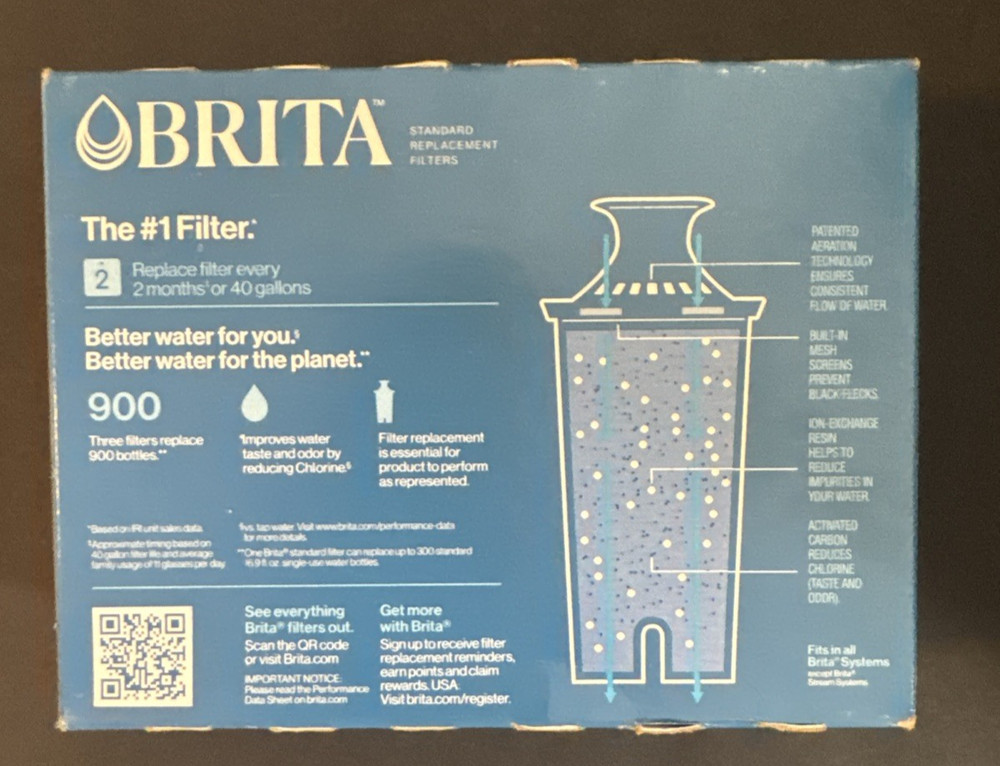 BRITA™
STANDARD
REPLACEMENT
FILTERS
The #1 Filter.*
2
Replace filter every
2 months‡ or 40 gallons
Better water for you.§
Better water for the planet.**
900
Three filters replace
900 bottles.**
Improves water
taste and odor by
reducing Chlorine.§
Filter replacement
is essential for
product to perform
as represented.
*Based on IRI unit sales data.
‡Approximate timing based on
40 gallon filter life and average
family usage of 11 glasses per day.
§vs. tap water. Visit www.brita.com/performance-data
for more details.
**One Brita® standard filter can replace up to 300 standard
16.9 fl oz. single-use water bottles.
See everything
Brita® filters out.
Scan the QR code
or visit Brita.com
IMPORTANT NOTICE:
Please read the Performance
Data Sheet on brita.com
Get more
with Brita®
Sign up to receive filter
replacement reminders,
earn points and claim
rewards. USA.
Visit brita.com/register.
PATENTED
AERATION
TECHNOLOGY
ENSURES
CONSISTENT
FLOW OF WATER.
BUILT-IN
MESH
SCREENS
PREVENT
BLACK FLECKS.
ION-EXCHANGE
RESIN
HELPS TO
REDUCE
IMPURITIES IN
YOUR WATER.
ACTIVATED
CARBON
REDUCES
CHLORINE
(TASTE AND
ODOR).
Fits in all
Brita® Systems
except Brita®
Stream Systems